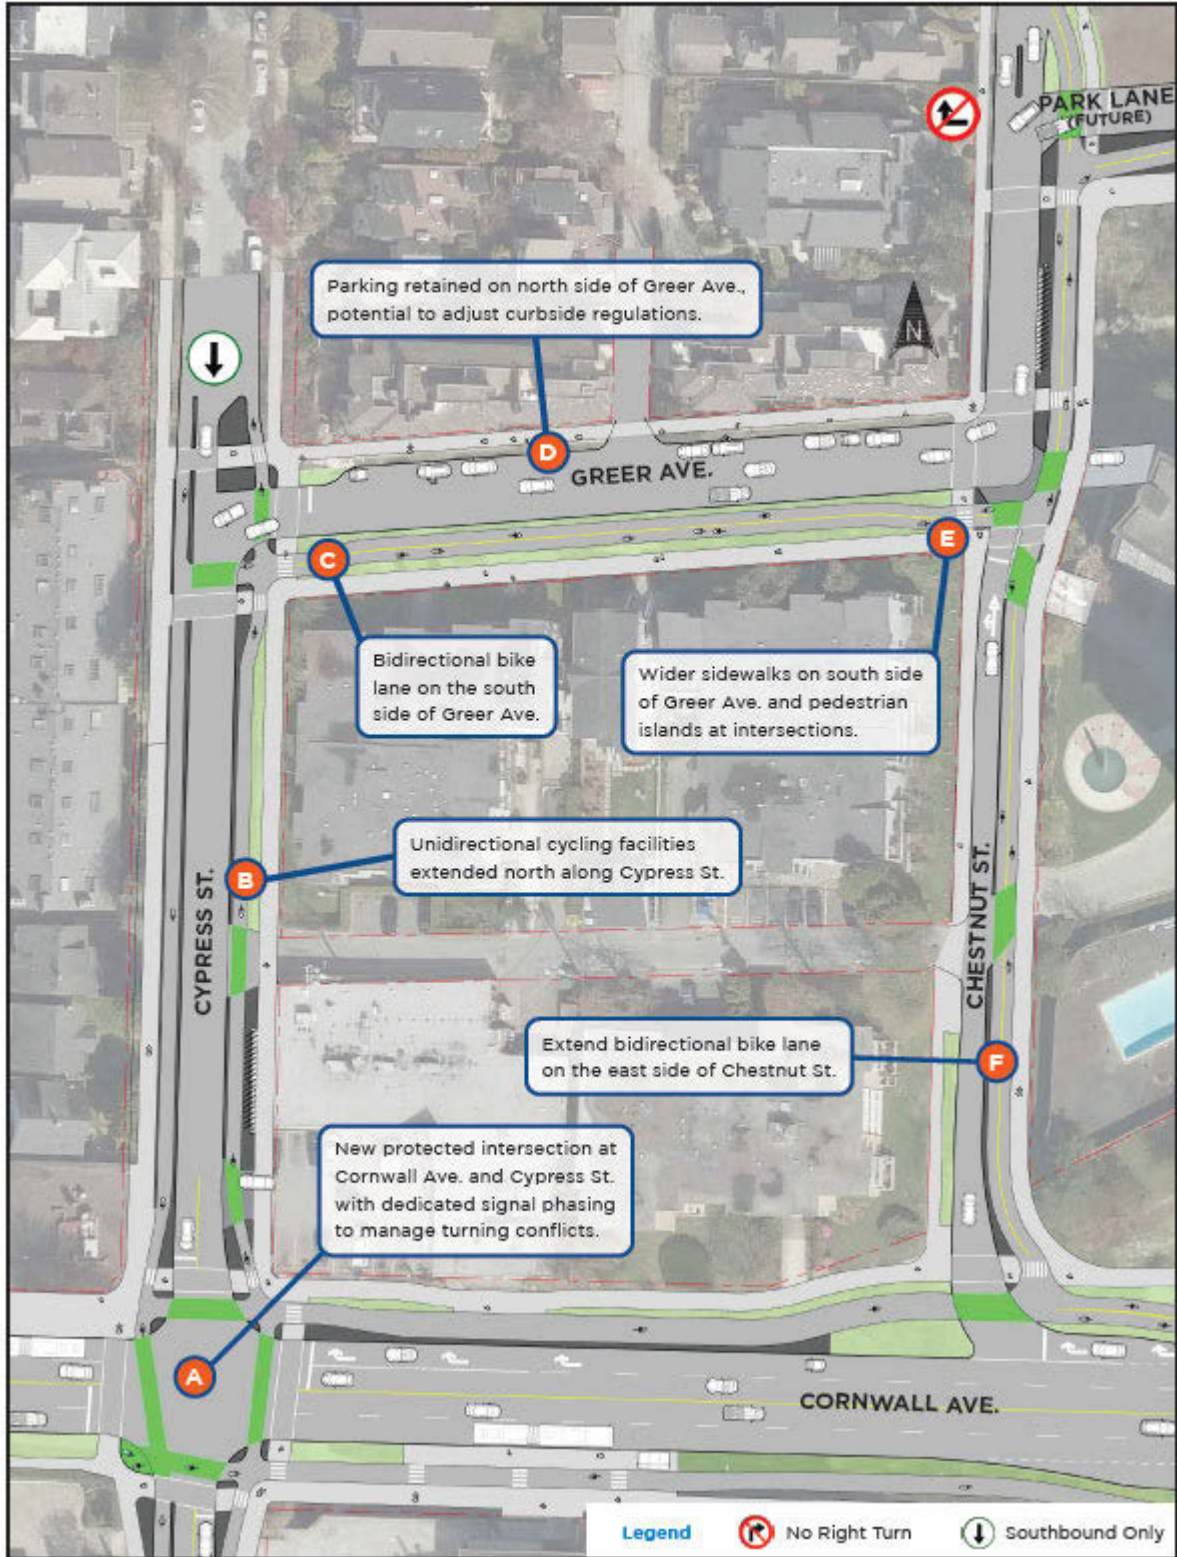 PARK LANE
(FUTURE)
N
Parking retained on north side of Greer Ave.,
potential to adjust curbside regulations.
D
GREER AVE.
C
E
Bidirectional bike
lane on the south
side of Greer Ave.
Wider sidewalks on south side
of Greer Ave. and pedestrian
islands at intersections.
B
Unidirectional cycling facilities
extended north along Cypress St.
CYPRESS ST.
CHESTNUT ST.
Extend bidirectional bike lane
on the east side of Chestnut St.
F
New protected intersection at
Cornwall Ave. and Cypress St.
with dedicated signal phasing
to manage turning conflicts.
A
CORNWALL AVE.
Legend
No Right Turn
Southbound Only